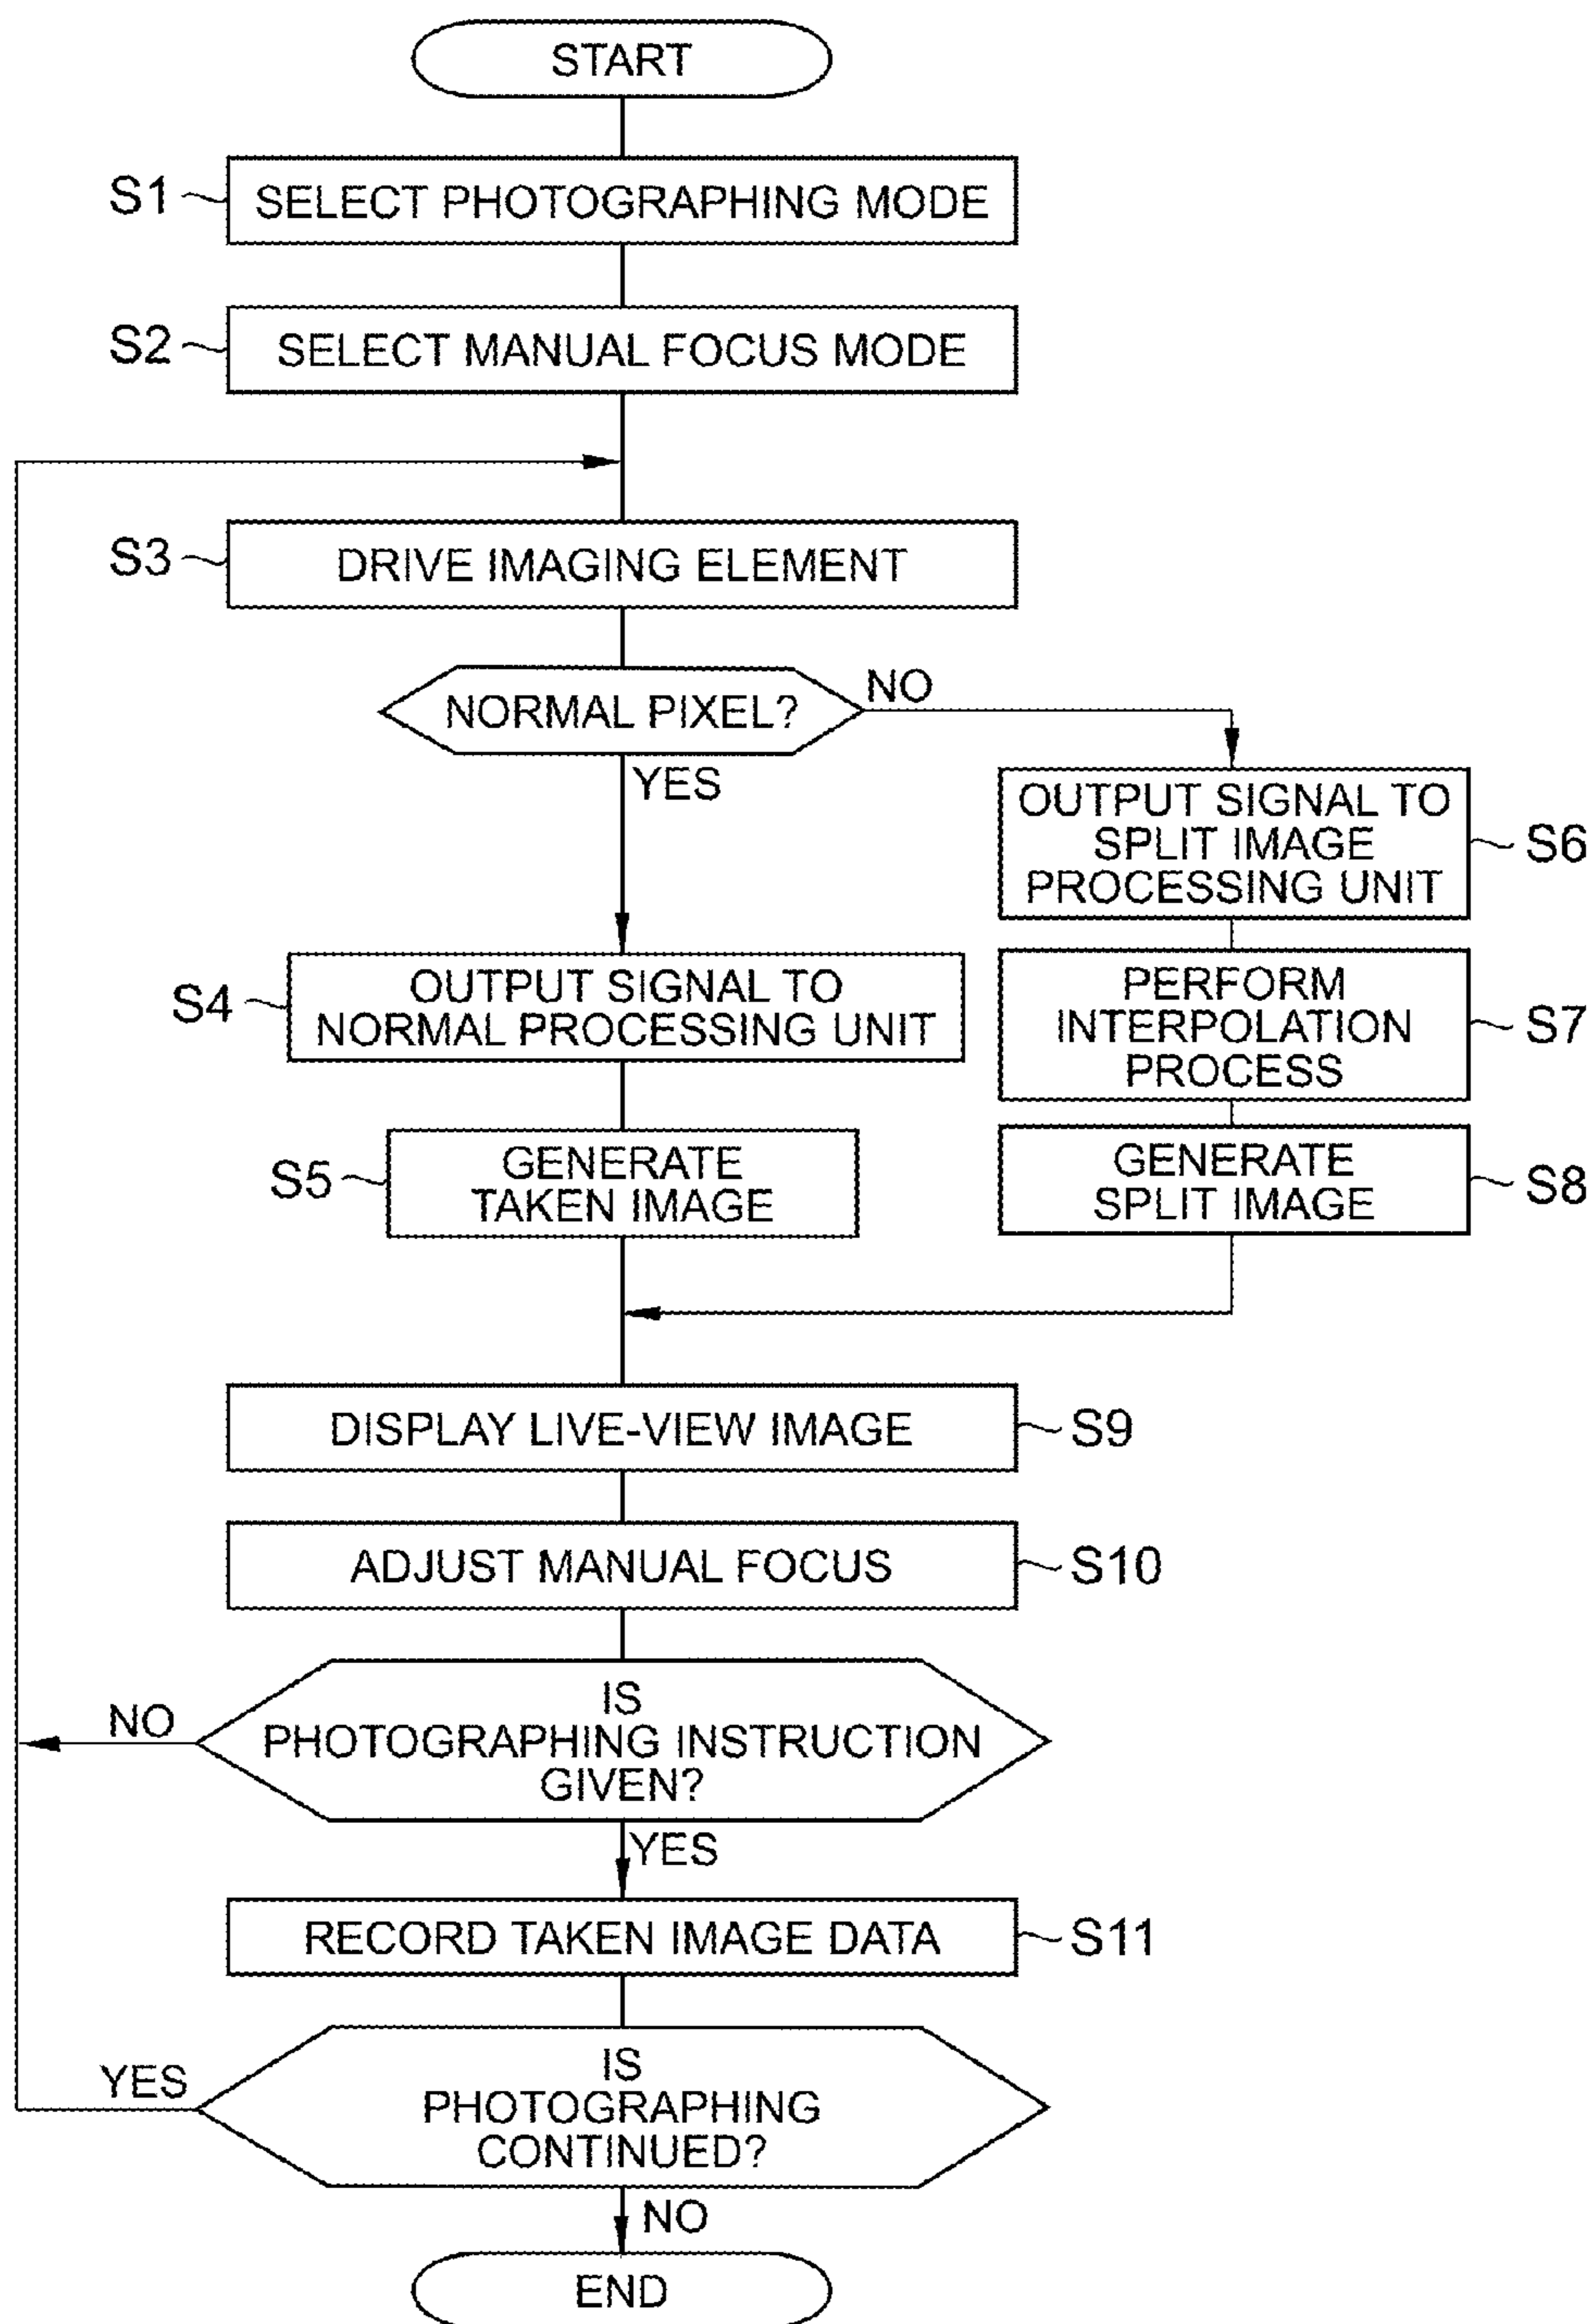 START
S1
SELECT PHOTOGRAPHING MODE
S2
SELECT MANUAL FOCUS MODE
S3
DRIVE IMAGING ELEMENT
NORMAL PIXEL?
NO
YES
OUTPUT SIGNAL TO
SPLIT IMAGE
PROCESSING UNIT
S6
S4
OUTPUT SIGNAL TO
NORMAL PROCESSING UNIT
PERFORM
INTERPOLATION
PROCESS
S7
S5
GENERATE
TAKEN IMAGE
GENERATE
SPLIT IMAGE
S8
DISPLAY LIVE-VIEW IMAGE
S9
ADJUST MANUAL FOCUS
S10
IS
PHOTOGRAPHING INSTRUCTION
GIVEN?
NO
YES
RECORD TAKEN IMAGE DATA
S11
IS
PHOTOGRAPHING
CONTINUED?
YES
NO
END